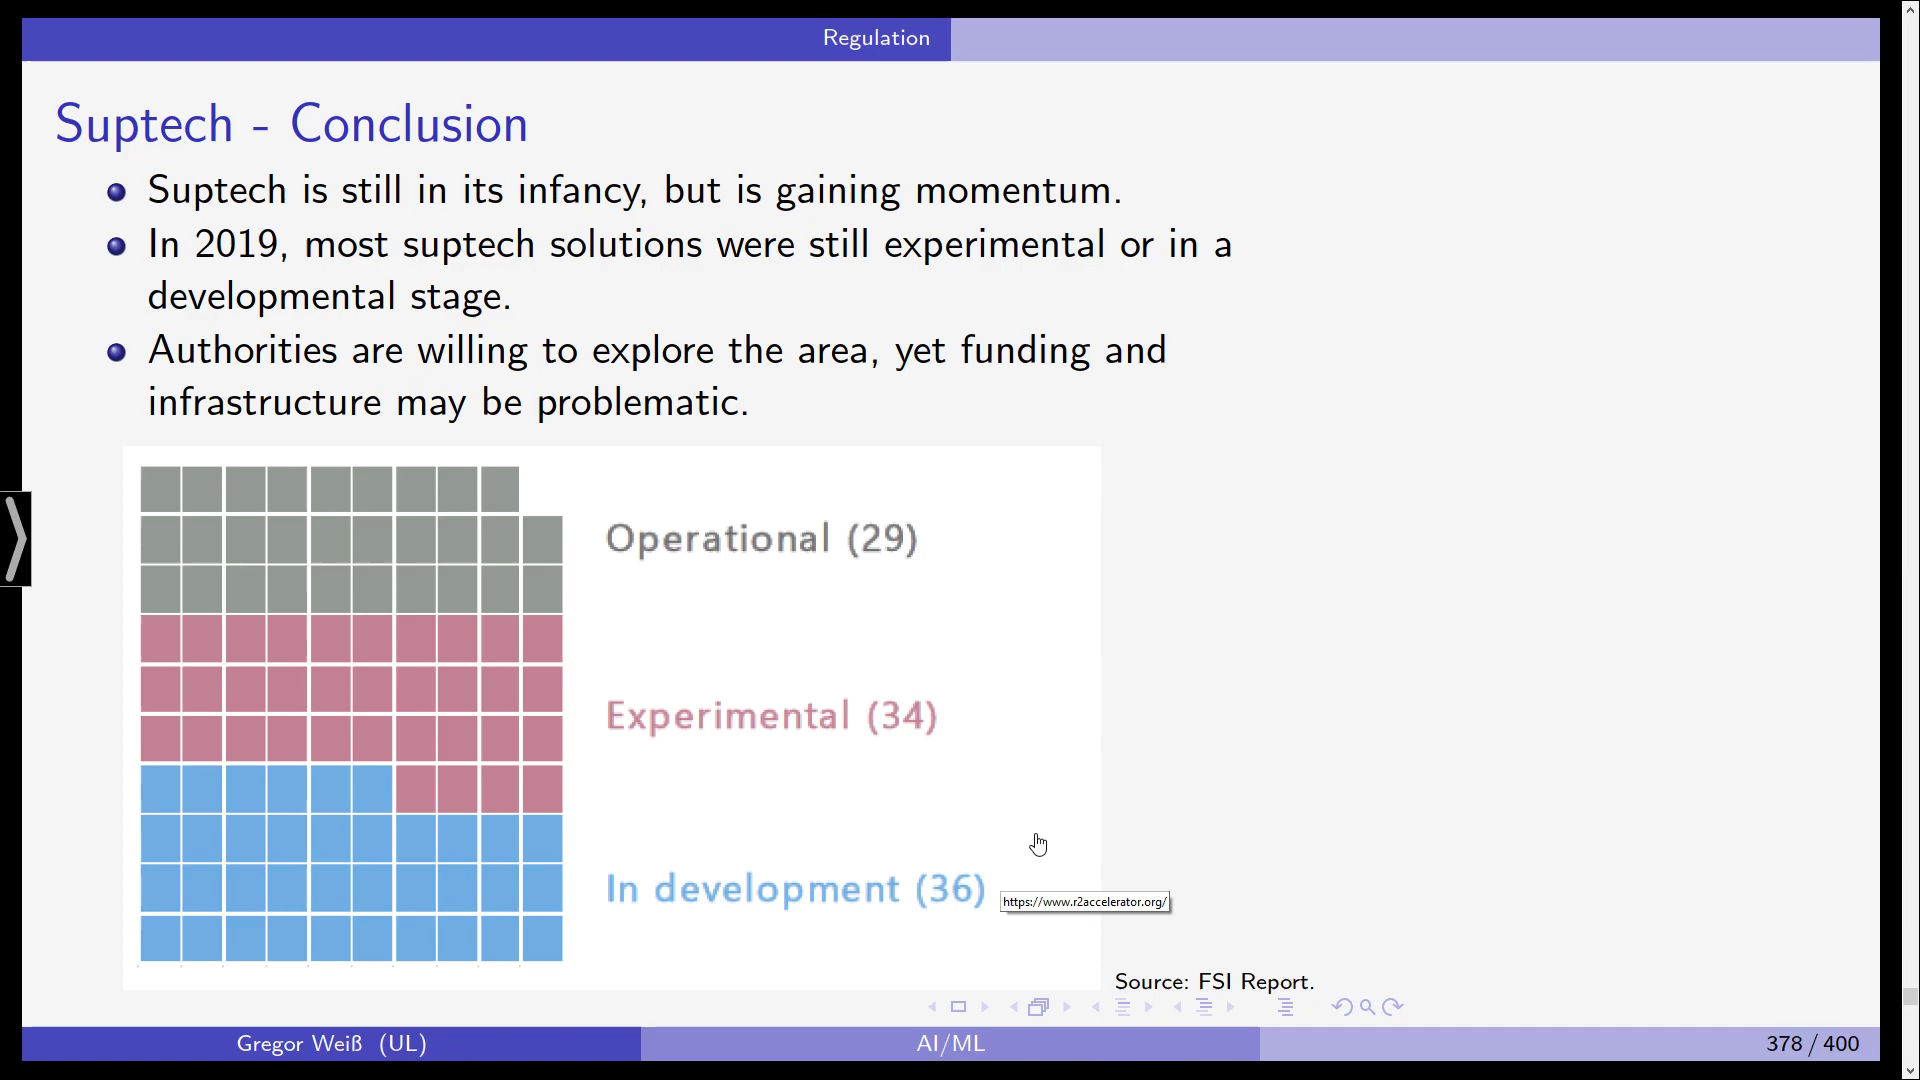 Regulation
Suptech - Conclusion
Suptech is still in its infancy, but is gaining momentum.
In 2019, most suptech solutions were still experimental or in a
developmental stage.
Authorities are willing to explore the area, yet funding and
infrastructure may be problematic.
Operational (29)
Experimental (34)
In development (36)
https://www.r2accelerator.org/
Source: FSI Report.
Gregor Weiß (UL)
AI/ML
378 / 400